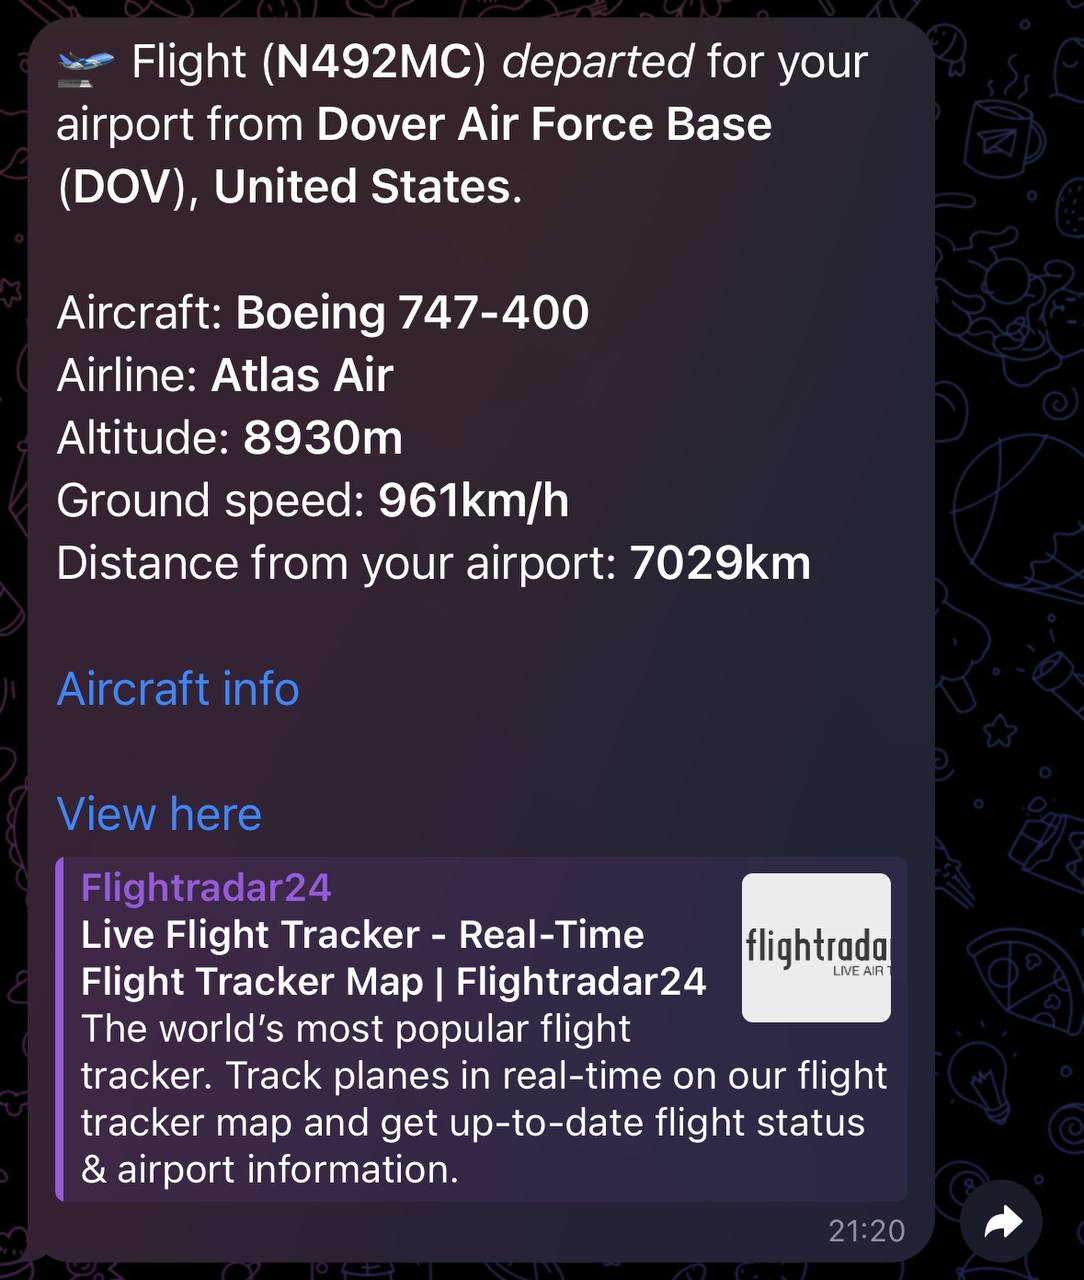 Flight (N492MC) departed for your
airport from Dover Air Force Base
(DOV), United States.
Aircraft: Boeing 747-400
Airline: Atlas Air
Altitude: 8930m
Ground speed: 961km/h
Distance from your airport: 7029km
Aircraft info
View here
Flightradar24
Live Flight Tracker - Real-Time
Flight Tracker Map | Flightradar24
The world’s most popular flight
tracker. Track planes in real-time on our flight
tracker map and get up-to-date flight status
& airport information.
flightrada
LIVE AIR T
21:20